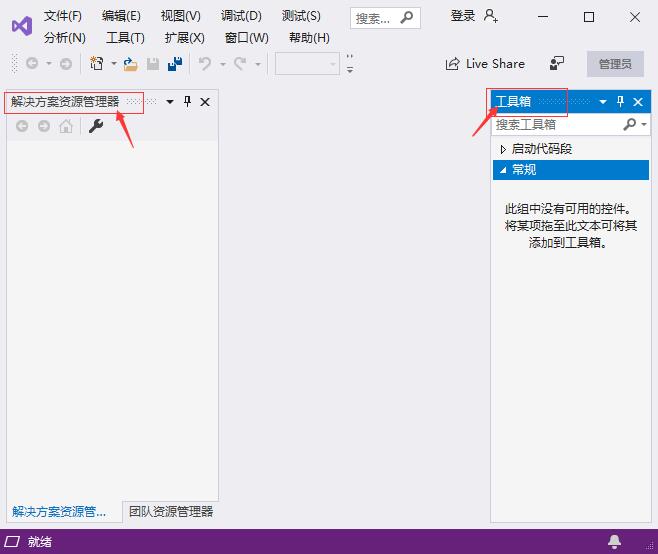 文件(F) 编辑(E) 视图(V) 调试(D) 测试(S) 搜索... 登录
分析(N) 工具(T) 扩展(X) 窗口(W) 帮助(H)
Live Share 管理员
解决方案资源管理器
工具箱
搜索工具箱
启动代码段
常规
此组中没有可用的控件。
将某项拖至此文本可将其
添加到工具箱。
解决方案资源管... 团队资源管理器
就绪